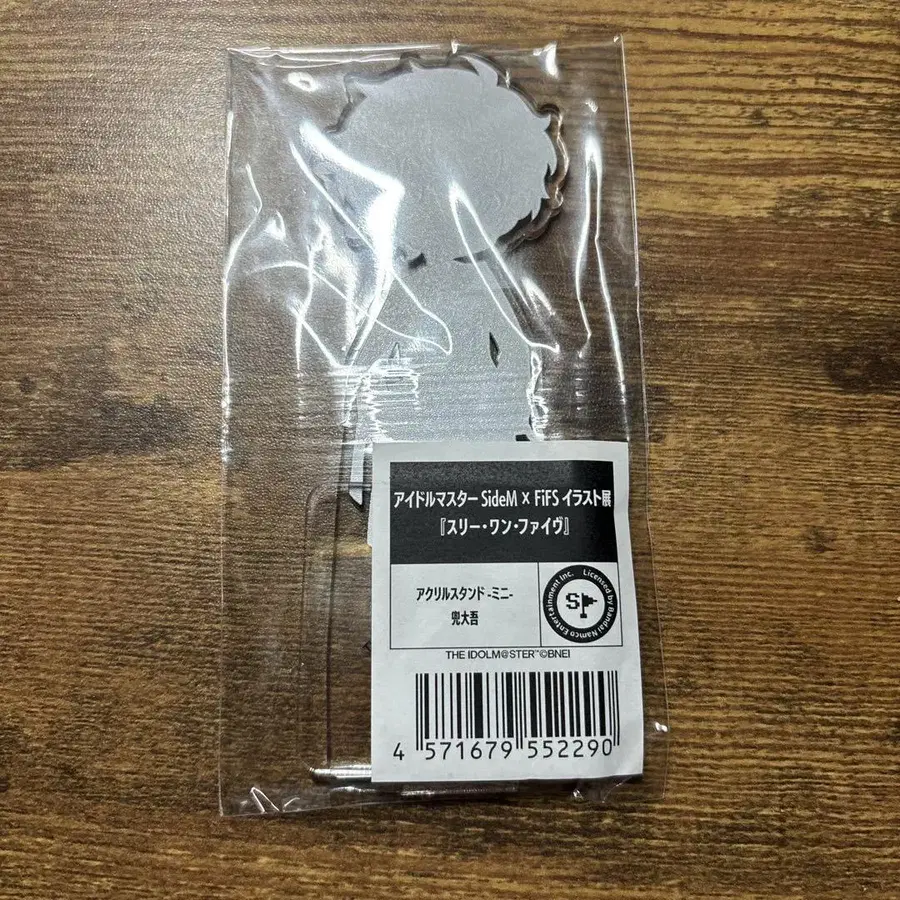 アイドルマスター SideM × FiFS イラスト展
『スリー・ワン・ファイヴ』
アクリルスタンド -ミニ-
兜大吾
Licensed by Bandai Namco Entertainment Inc.
S
THE IDOLM@STER™©BNEI
4 571679 552290